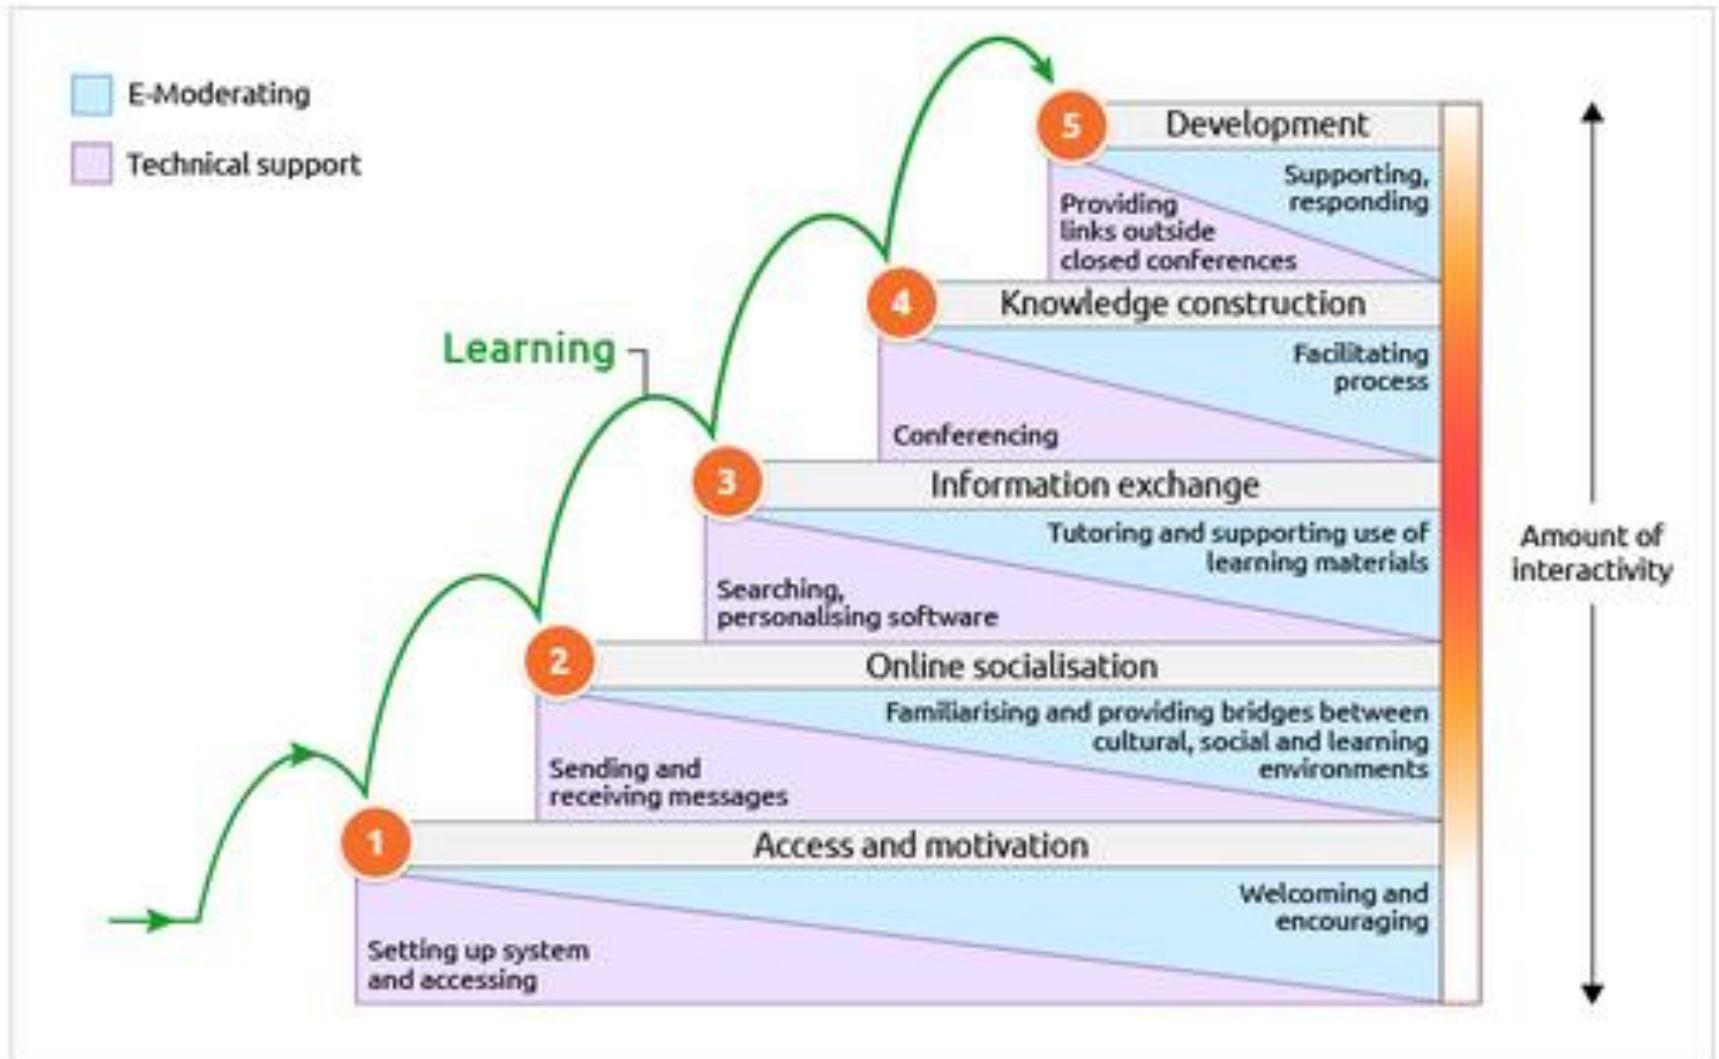 E-Moderating
Technical support
Learning
5
Development
Supporting,
responding
Providing
links outside
closed conferences
4
Knowledge construction
Facilitating
process
Conferencing
3
Information exchange
Tutoring and supporting use of
learning materials
Searching,
personalising software
2
Online socialisation
Familiarising and providing bridges between
cultural, social and learning
environments
Sending and
receiving messages
1
Access and motivation
Welcoming and
encouraging
Setting up system
and accessing
Amount of
interactivity